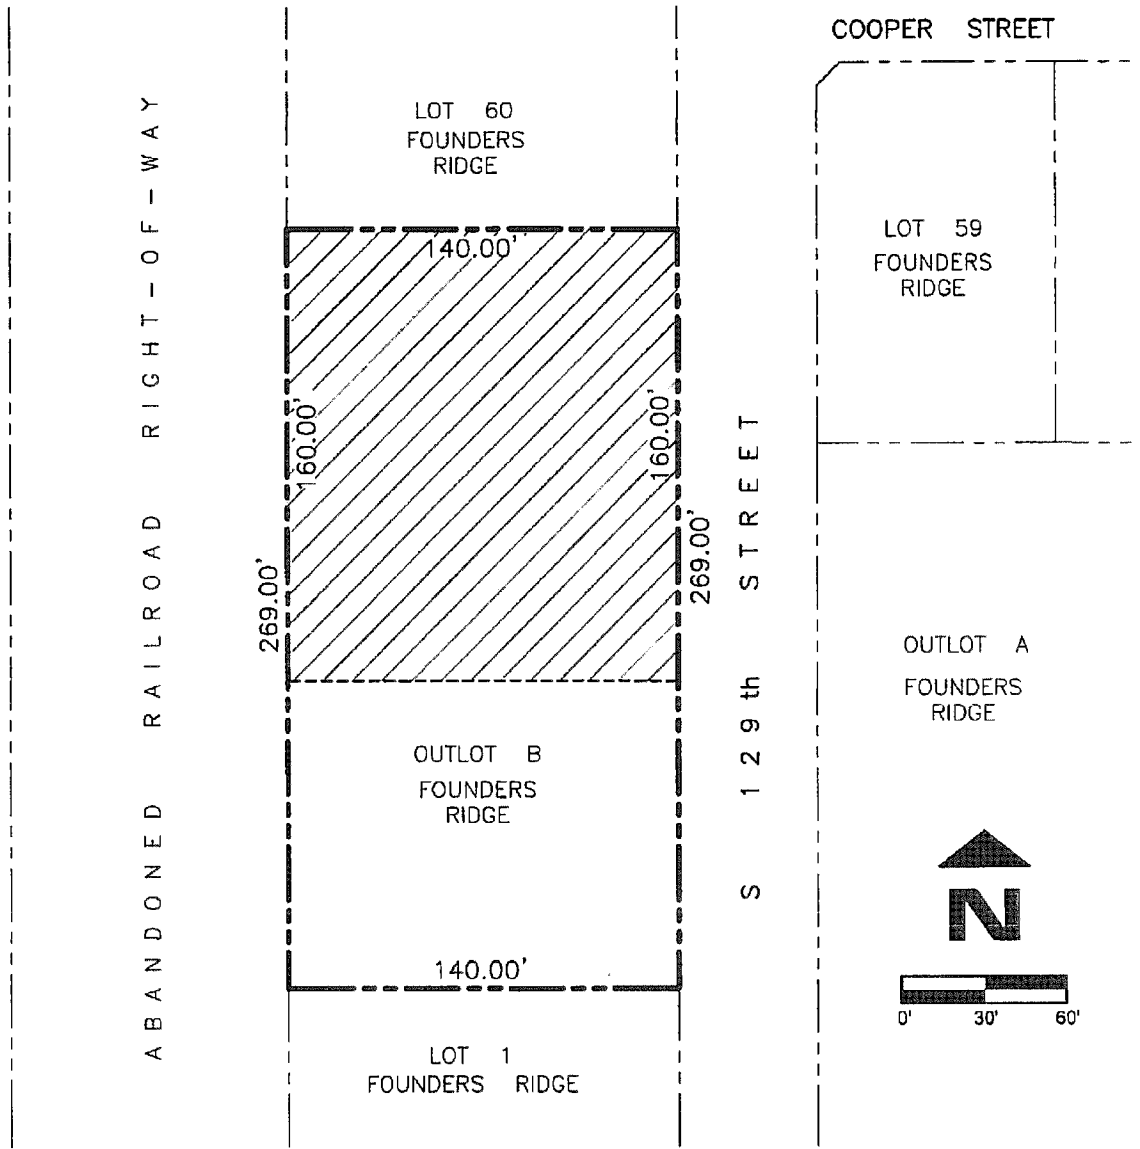 COOPER STREET
LOT 60
FOUNDERS
RIDGE
140.00'
LOT 59
FOUNDERS
RIDGE
ABANDONED RAILROAD RIGHT-OF-WAY
160.00'
160.00'
269.00'
269.00'
S 129th STREET
OUTLOT A
FOUNDERS
RIDGE
OUTLOT B
FOUNDERS
RIDGE
140.00'
N
0' 30' 60'
LOT 1
FOUNDERS RIDGE